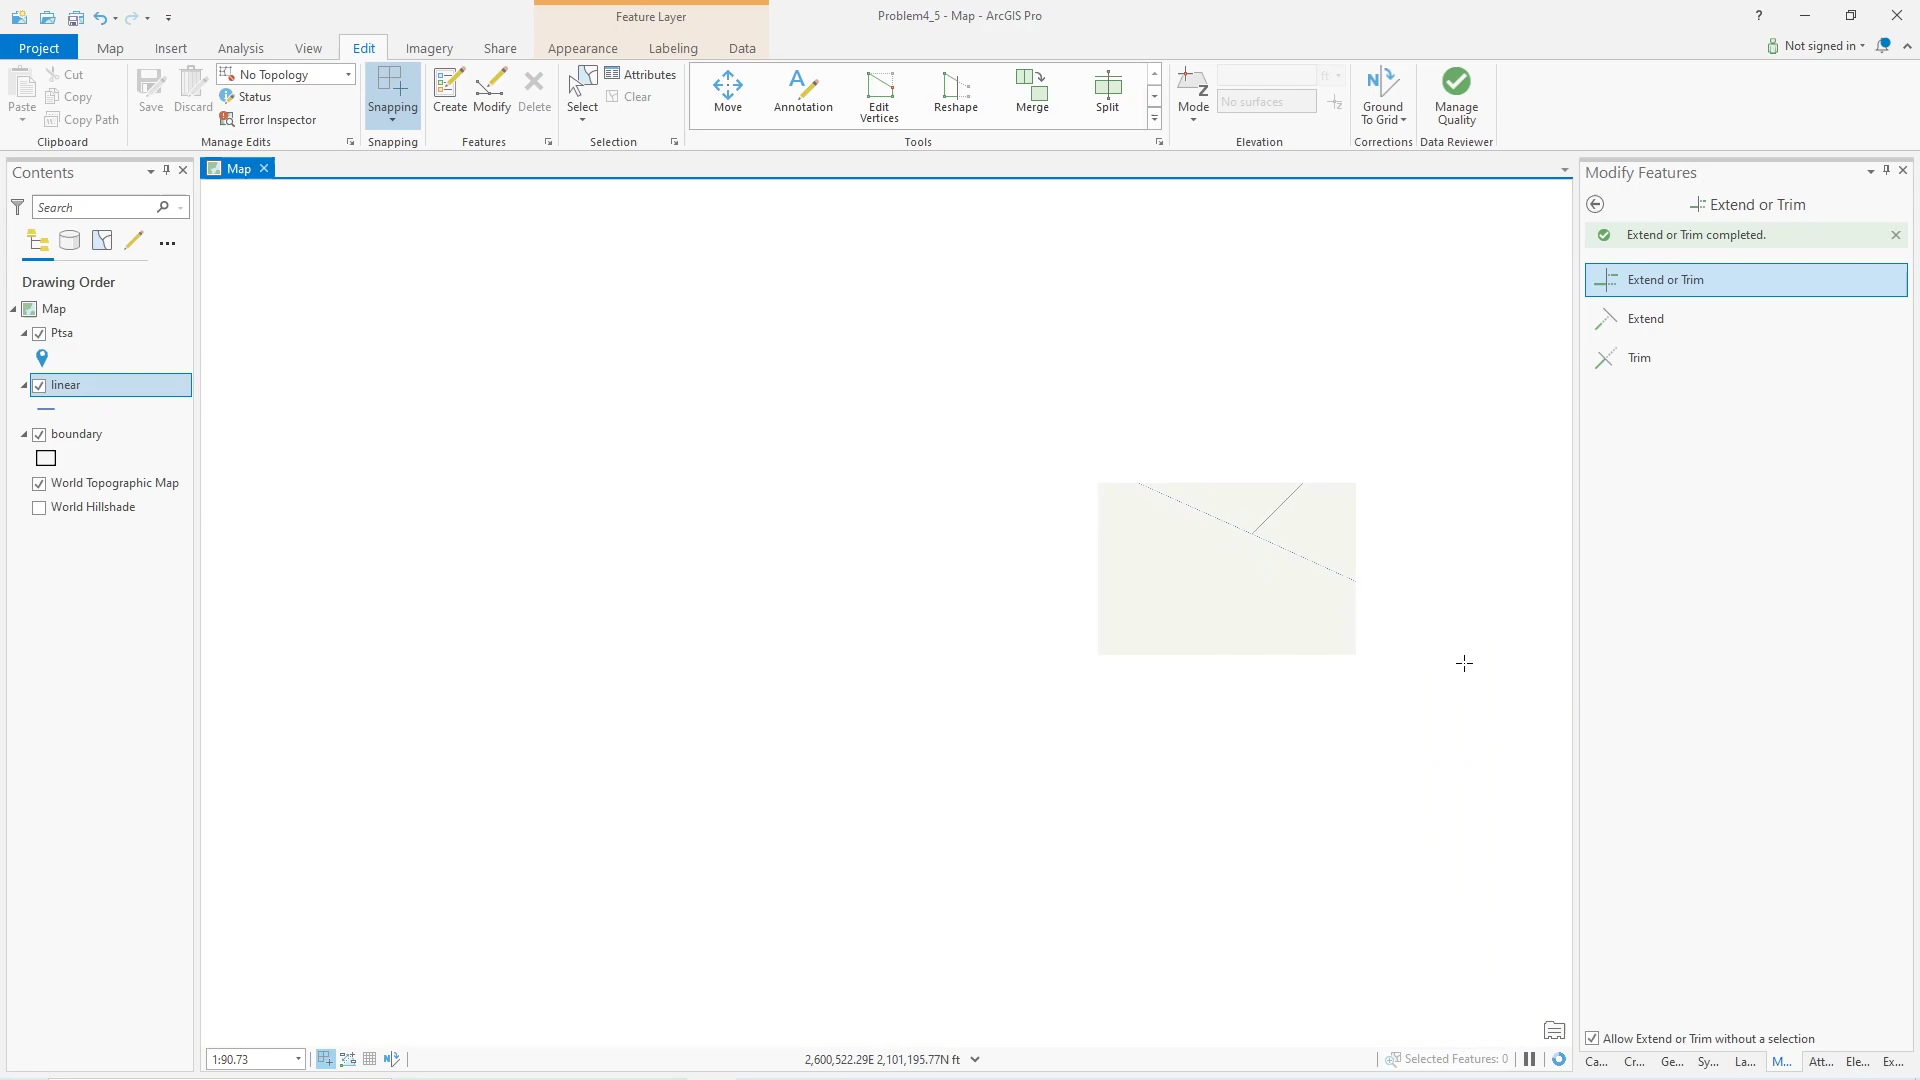 Feature Layer
Problem4_5 - Map - ArcGIS Pro
?
Project
Map
Insert
Analysis
View
Edit
Imagery
Share
Appearance
Labeling
Data
Not signed in
Paste
Cut
Copy
Copy Path
Clipboard
Save
Discard
No Topology
Status
Error Inspector
Manage Edits
Snapping
Snapping
Create
Modify
Delete
Features
Select
Attributes
Clear
Selection
Move
Annotation
Edit
Vertices
Reshape
Merge
Split
Tools
Mode
ft
No surfaces
Elevation
Ground
To Grid
Corrections
Manage
Quality
Data Reviewer
Contents
Search
Drawing Order
Map
Ptsa
linear
boundary
World Topographic Map
World Hillshade
Map
Modify Features
Extend or Trim
Extend or Trim completed.
Extend or Trim
Extend
Trim
Allow Extend or Trim without a selection
1:90.73
2,600,522.29E 2,101,195.77N ft
Selected Features: 0
Ca...
Cr...
Ge...
Sy...
La...
M...
Att...
Ele...
Ex...